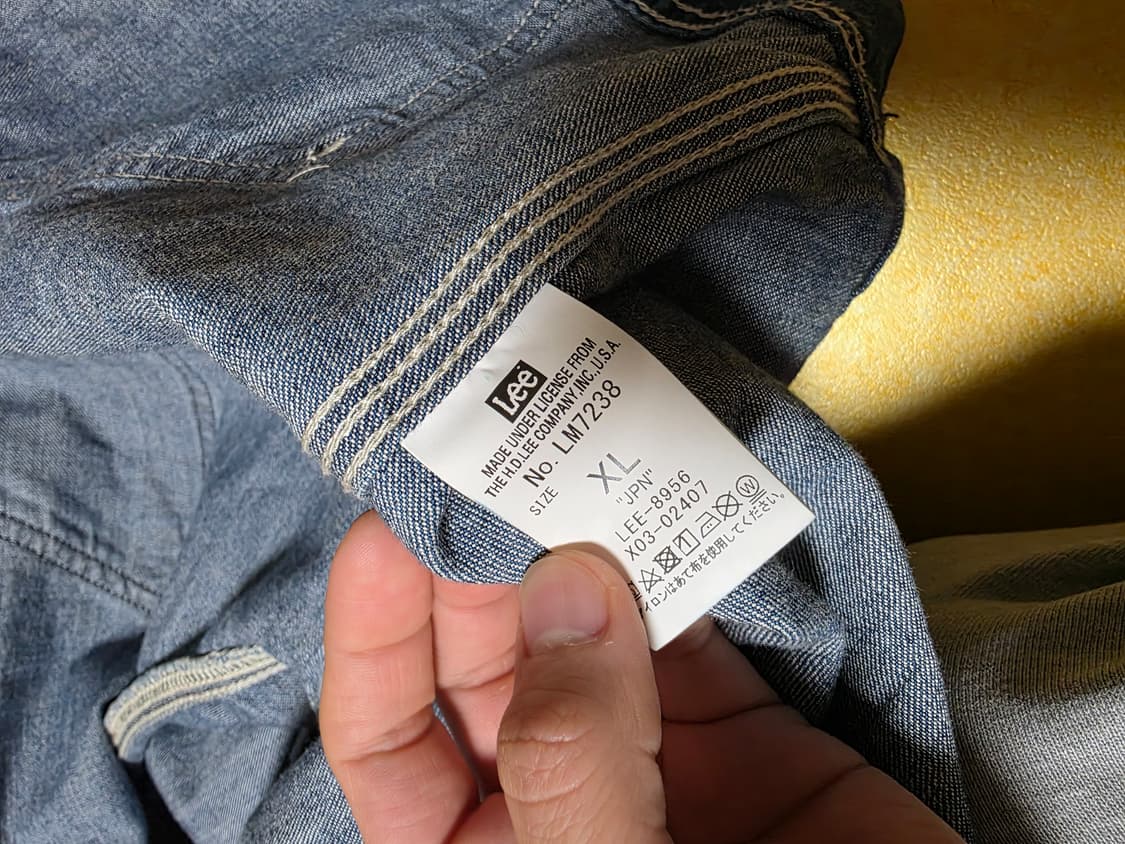 Lee
MADE UNDER LICENSE FROM
THE H.D.LEE COMPANY,INC.,U.S.A.
No. LM7238
SIZE XL
"JPN"
LEE-8956
X03-02407
W
イロンはあて布を使用してください。